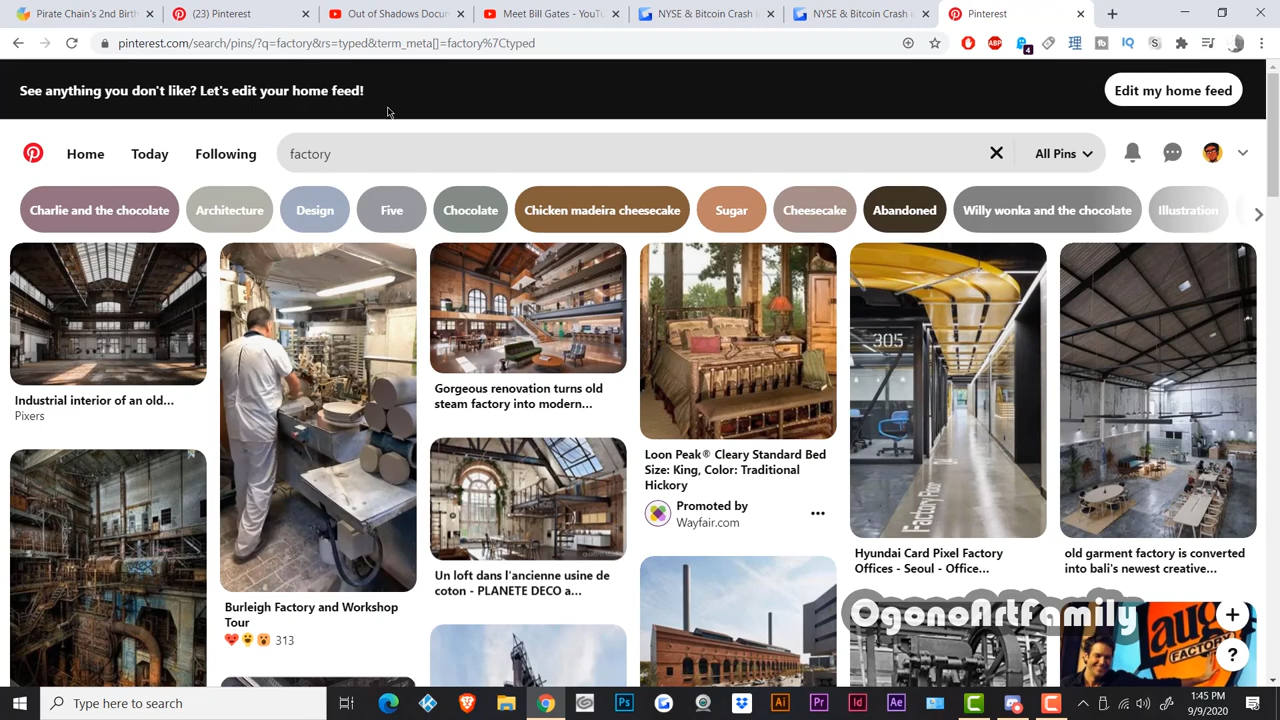 Pirate Chain's 2nd Birth
(23) Pinterest
Out of Shadows Docum
Meet Bill Gates - YouTu
NYSE & Bitcoin Crash i
NYSE & Bitcoin Crash i
Pinterest
pinterest.com/search/pins/?q=factory&rs=typed&term_meta[]=factory%7Ctyped
See anything you don't like? Let's edit your home feed!
Edit my home feed
Home
Today
Following
factory
All Pins
Charlie and the chocolate
Architecture
Design
Five
Chocolate
Chicken madeira cheesecake
Sugar
Cheesecake
Abandoned
Willy wonka and the chocolate
Illustration
Industrial interior of an old...
Pixers
Burleigh Factory and Workshop
Tour
313
Gorgeous renovation turns old
steam factory into modern...
Un loft dans l'ancienne usine de
coton - PLANETE DECO a...
Loon Peak® Cleary Standard Bed
Size: King, Color: Traditional
Hickory
Promoted by
Wayfair.com
305
Factory Floor
Hyundai Card Pixel Factory
Offices - Seoul - Office...
old garment factory is converted
into bali's newest creative...
OgonoArtFamily
FACTORY
Type here to search
1:45 PM
9/9/2020